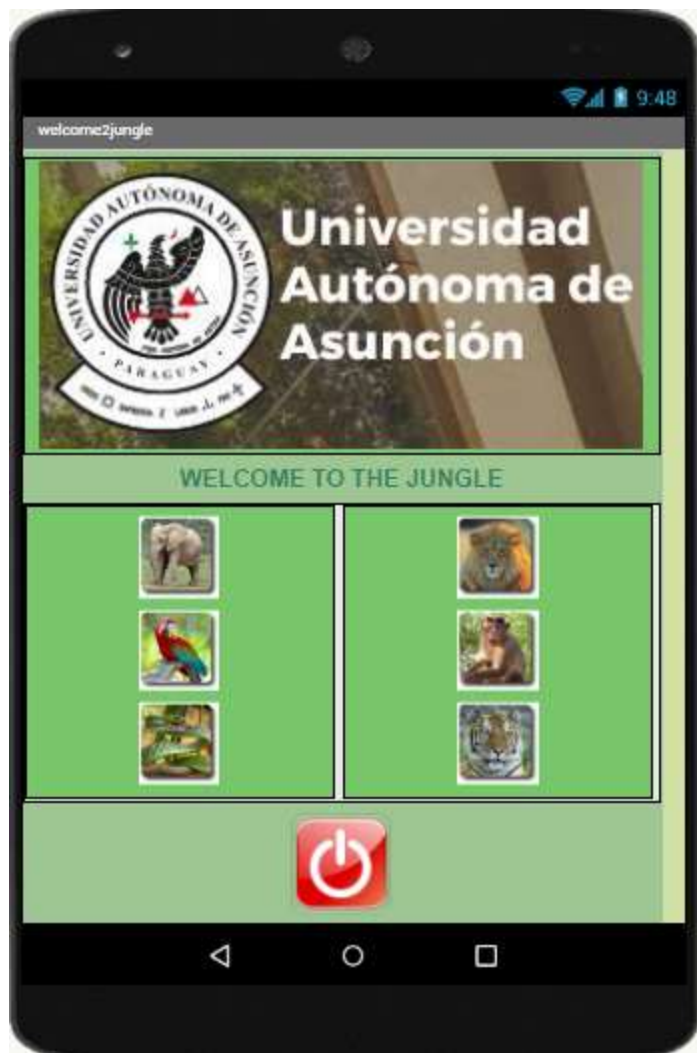 9:48
welcome2jungle
UNIVERSIDAD AUTÓNOMA DE ASUNCIÓN
· PARAGUAY ·
Universidad
Autónoma de
Asunción
WELCOME TO THE JUNGLE